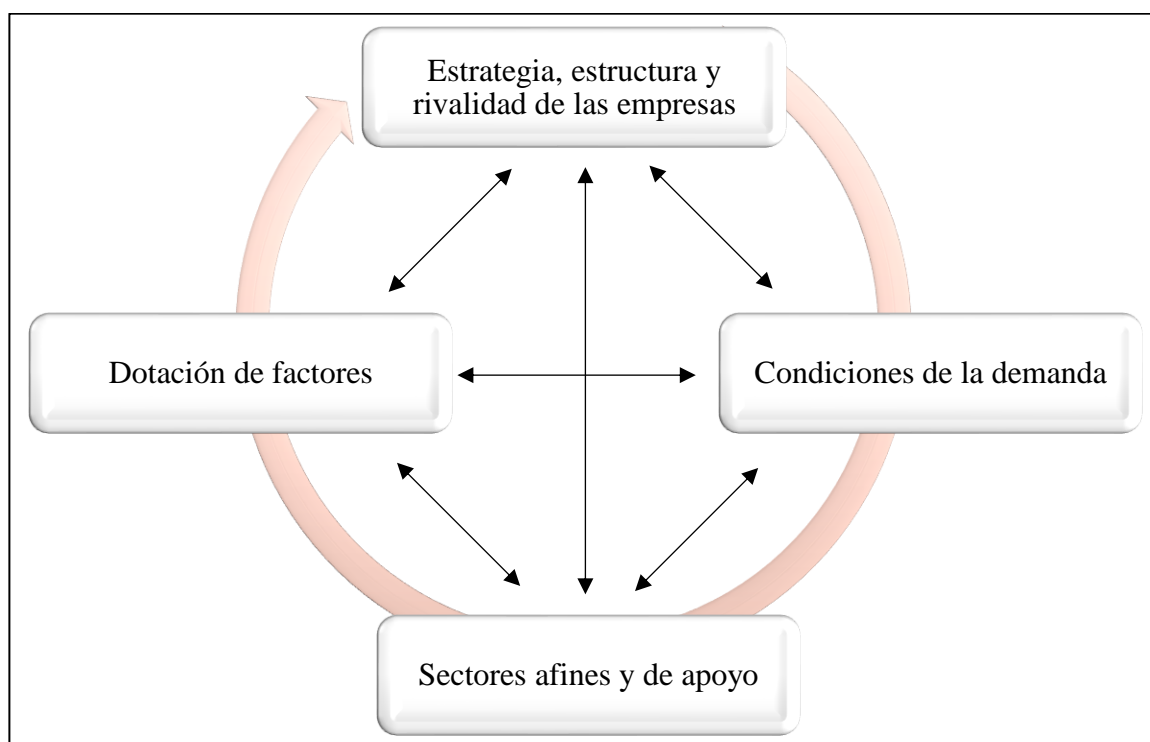 Estrategia, estructura y
rivalidad de las empresas
Dotación de factores
Condiciones de la demanda
Sectores afines y de apoyo